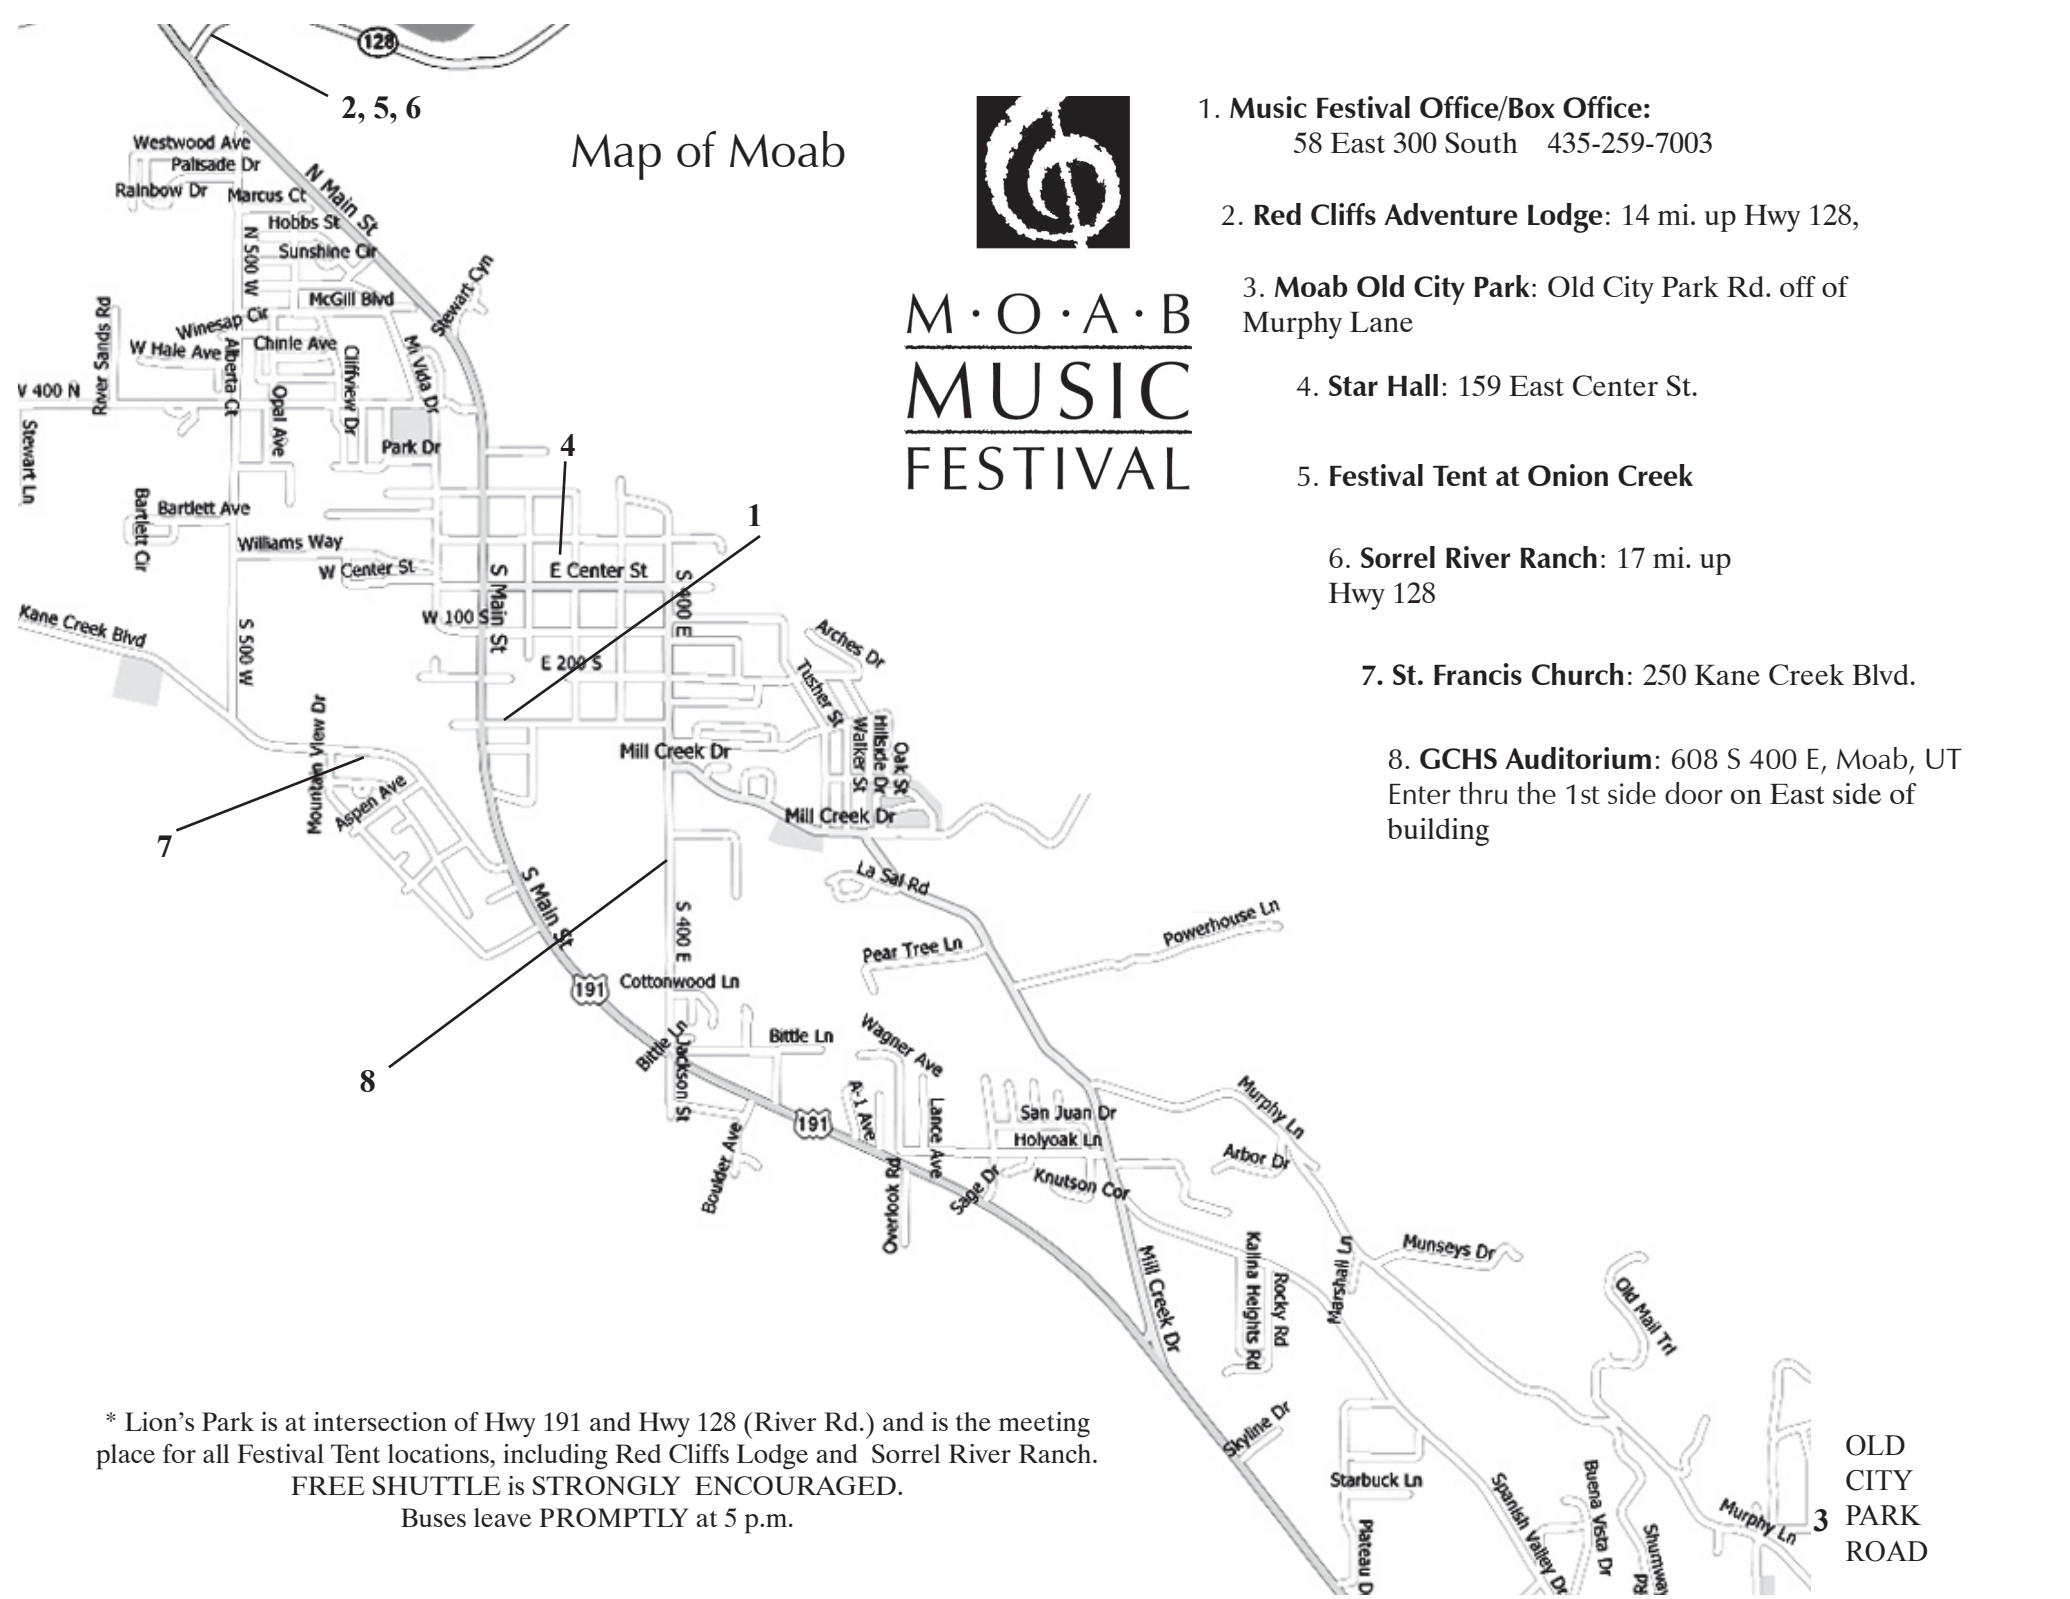 128
2, 5, 6
Map of Moab
M·O·A·B
MUSIC
FESTIVAL
1. Music Festival Office/Box Office:
58 East 300 South 435-259-7003
2. Red Cliffs Adventure Lodge: 14 mi. up Hwy 128,
3. Moab Old City Park: Old City Park Rd. off of
Murphy Lane
4. Star Hall: 159 East Center St.
5. Festival Tent at Onion Creek
6. Sorrel River Ranch: 17 mi. up
Hwy 128
7. St. Francis Church: 250 Kane Creek Blvd.
8. GCHS Auditorium: 608 S 400 E, Moab, UT
Enter thru the 1st side door on East side of
building
Westwood Ave
Palisade Dr
Rainbow Dr
Marcus Ct
N Main St
Hobbs St
N 500 W
Sunshine Cir
Stewart Cyn
McGill Blvd
River Sands Rd
Winesap Cir
W Hale Ave
Alberta Ct
Chinle Ave
Cliffview Dr
Mi Vida Dr
W 400 N
Opal Ave
Stewart Ln
Park Dr
4
Bartlett Cir
Bartlett Ave
1
Williams Way
W Center St
S Main St
E Center St
S 400 E
W 100 S
Kane Creek Blvd
S 500 W
E 200 S
Arches Dr
Tusher St
Mountain View Dr
Walker St
Hillside Dr
Oak St
Mill Creek Dr
Aspen Ave
Mill Creek Dr
7
La Sal Rd
S Main St
S 400 E
Pear Tree Ln
Powerhouse Ln
191
Cottonwood Ln
Bittle Ln
Jackson St
Bittle Ln
Wagner Ave
8
A-1 Ave
Lance Ave
191
San Juan Dr
Holyoak Ln
Murphy Ln
Arbor Dr
Boulder Ave
Overlook Rd
Sage Dr
Knutson Cor
Mill Creek Dr
Kalina Heights Rd
Rocky Rd
Marshall Ln
Munseys Dr
Old Mail Trl
Skyline Dr
Starbuck Ln
Plateau D
Spanish Valley Dr
Buena Vista Dr
Shumway Rd
Murphy Ln
3
OLD
CITY
PARK
ROAD
* Lion's Park is at intersection of Hwy 191 and Hwy 128 (River Rd.) and is the meeting
place for all Festival Tent locations, including Red Cliffs Lodge and Sorrel River Ranch.
FREE SHUTTLE is STRONGLY ENCOURAGED.
Buses leave PROMPTLY at 5 p.m.